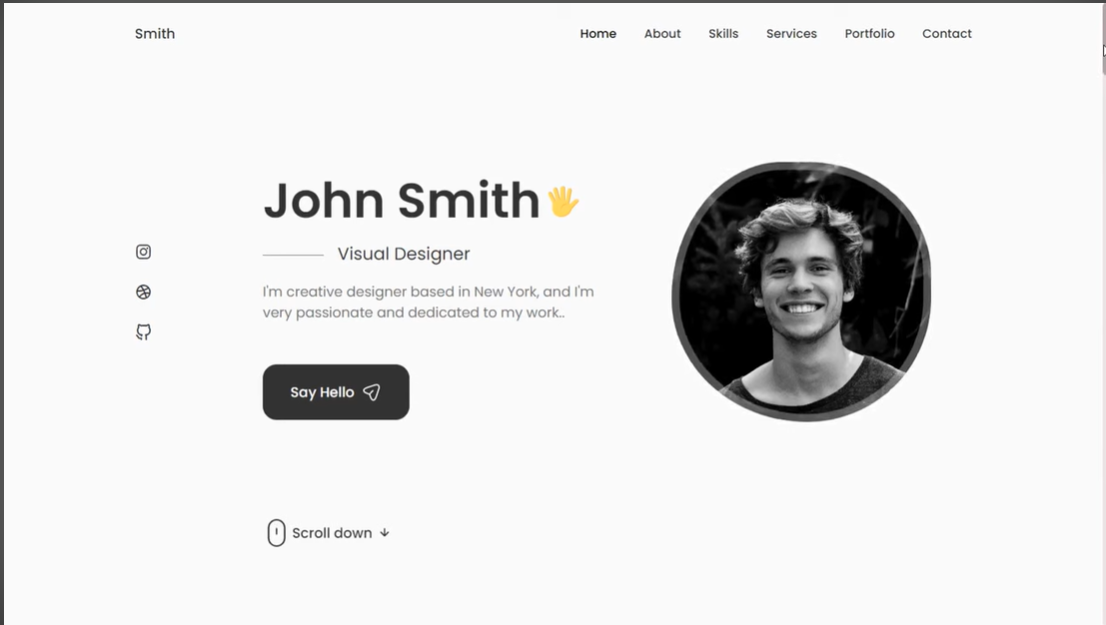 Smith
Home About Skills Services Portfolio Contact
John Smith👋
Visual Designer
I'm creative designer based in New York, and I'm
very passionate and dedicated to my work..
Say Hello
Scroll down ↓